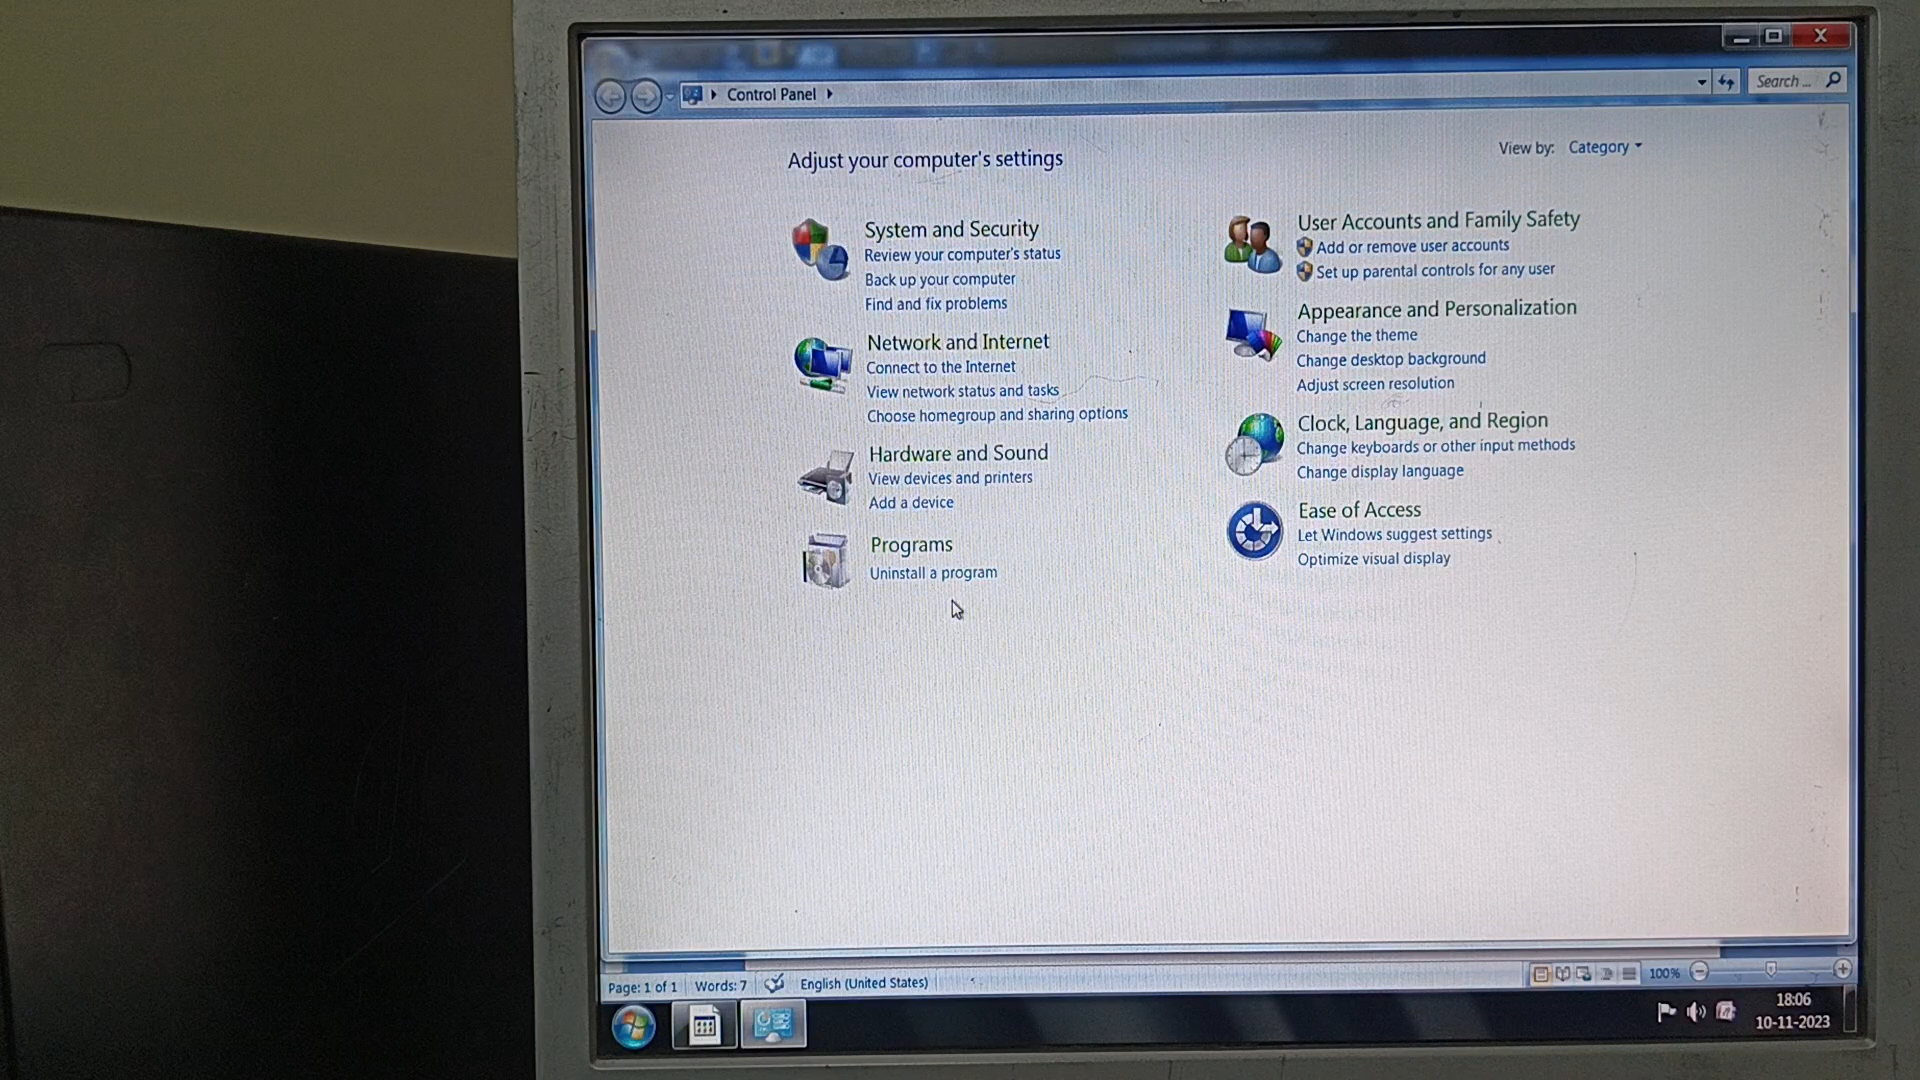 Control Panel
Search ...
Adjust your computer's settings
View by: Category
System and Security
Review your computer's status
Back up your computer
Find and fix problems
Network and Internet
Connect to the Internet
View network status and tasks
Choose homegroup and sharing options
Hardware and Sound
View devices and printers
Add a device
Programs
Uninstall a program
User Accounts and Family Safety
Add or remove user accounts
Set up parental controls for any user
Appearance and Personalization
Change the theme
Change desktop background
Adjust screen resolution
Clock, Language, and Region
Change keyboards or other input methods
Change display language
Ease of Access
Let Windows suggest settings
Optimize visual display
Page: 1 of 1 Words: 7 English (United States) 100%
18:06
10-11-2023